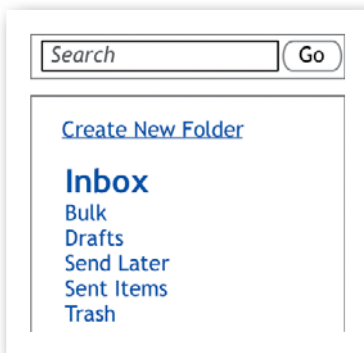 Search Go
Create New Folder
Inbox
Bulk
Drafts
Send Later
Sent Items
Trash